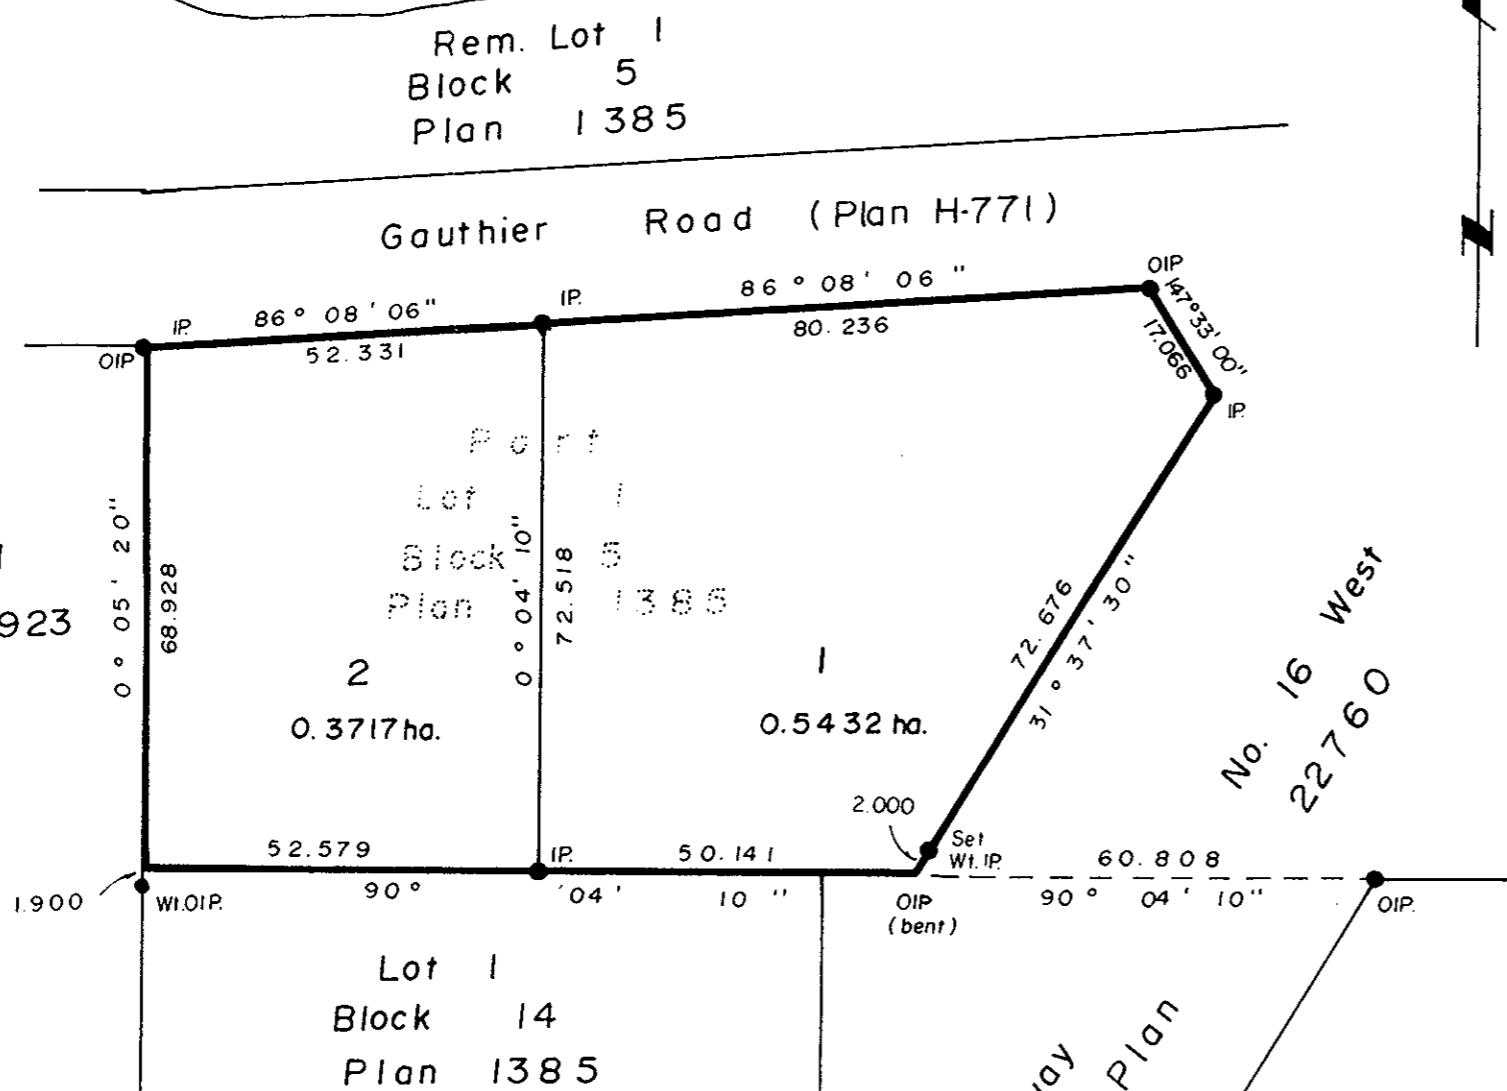 Rem. Lot 1
Block 5
Plan 1385
Gauthier Road (Plan H-771)
OIP
IP.
86° 08' 06"
IP.
86° 08' 06"
147° 33' 00"
OIP
52.331
80.236
17.066
IP.
Part
Lot 1
Block 5
Plan 1385
0° 05' 20"
68.928
0° 04' 10"
72.518
923
2
0.3717 ha.
1
0.5432 ha.
72.676
31° 37' 30"
No. 16 West
22760
2.000
Set
Wt. IP.
52.579
IP.
50.141
60.808
1.900
Wt.OIP.
90° 04' 10"
OIP
(bent)
90° 04' 10"
OIP.
Lot 1
Block 14
Plan 1385
Plan